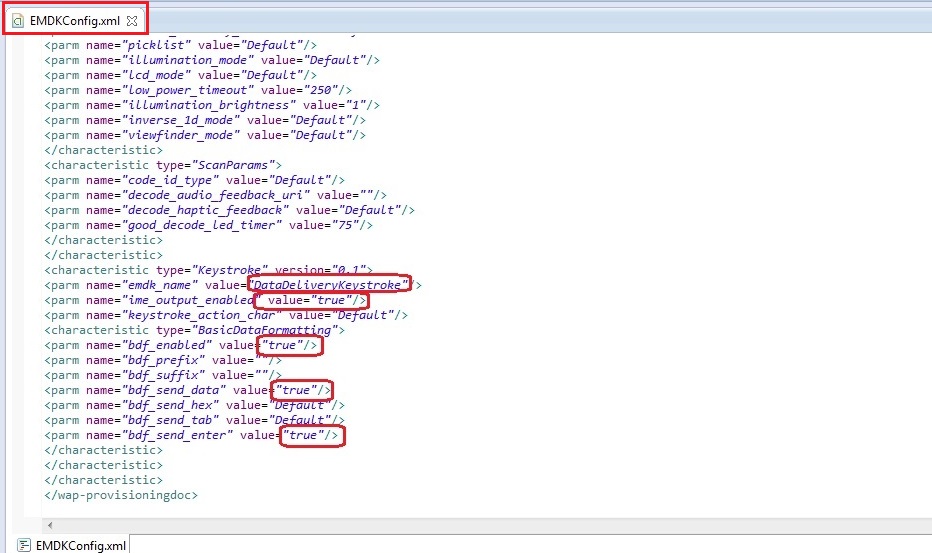 EMDKConfig.xml
<parm name="picklist" value="Default"/>
<parm name="illumination_mode" value="Default"/>
<parm name="lcd_mode" value="Default"/>
<parm name="low_power_timeout" value="250"/>
<parm name="illumination_brightness" value="1"/>
<parm name="inverse_1d_mode" value="Default"/>
<parm name="viewfinder_mode" value="Default"/>
</characteristic>
<characteristic type="ScanParams">
<parm name="code_id_type" value="Default"/>
<parm name="decode_audio_feedback_uri" value=""/>
<parm name="decode_haptic_feedback" value="Default"/>
<parm name="good_decode_led_timer" value="75"/>
</characteristic>
</characteristic>
<characteristic type="Keystroke" version="0.1">
<parm name="emdk_name" value="DataDeliveryKeystroke"/>
<parm name="ime_output_enabled" value="true"/>
<parm name="keystroke_action_char" value="Default"/>
<characteristic type="BasicDataFormatting">
<parm name="bdf_enabled" value="true"/>
<parm name="bdf_prefix" value=""/>
<parm name="bdf_suffix" value=""/>
<parm name="bdf_send_data" value="true"/>
<parm name="bdf_send_hex" value="Default"/>
<parm name="bdf_send_tab" value="Default"/>
<parm name="bdf_send_enter" value="true"/>
</characteristic>
</characteristic>
</characteristic>
</wap-provisioningdoc>
EMDKConfig.xml